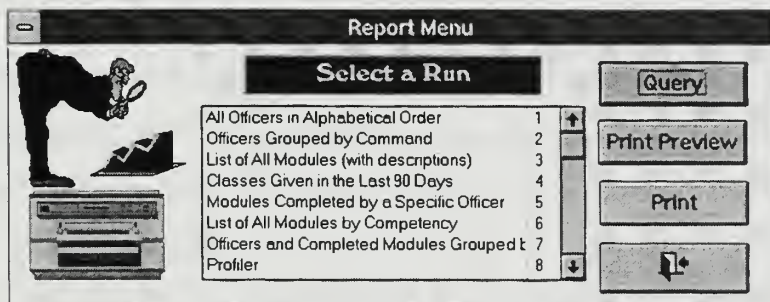 Report Menu
Select a Run
All Officers in Alphabetical Order 1
Officers Grouped by Command 2
List of All Modules (with descriptions) 3
Classes Given in the Last 90 Days 4
Modules Completed by a Specific Officer 5
List of All Modules by Competency 6
Officers and Completed Modules Grouped t 7
Profiler 8
Query
Print Preview
Print